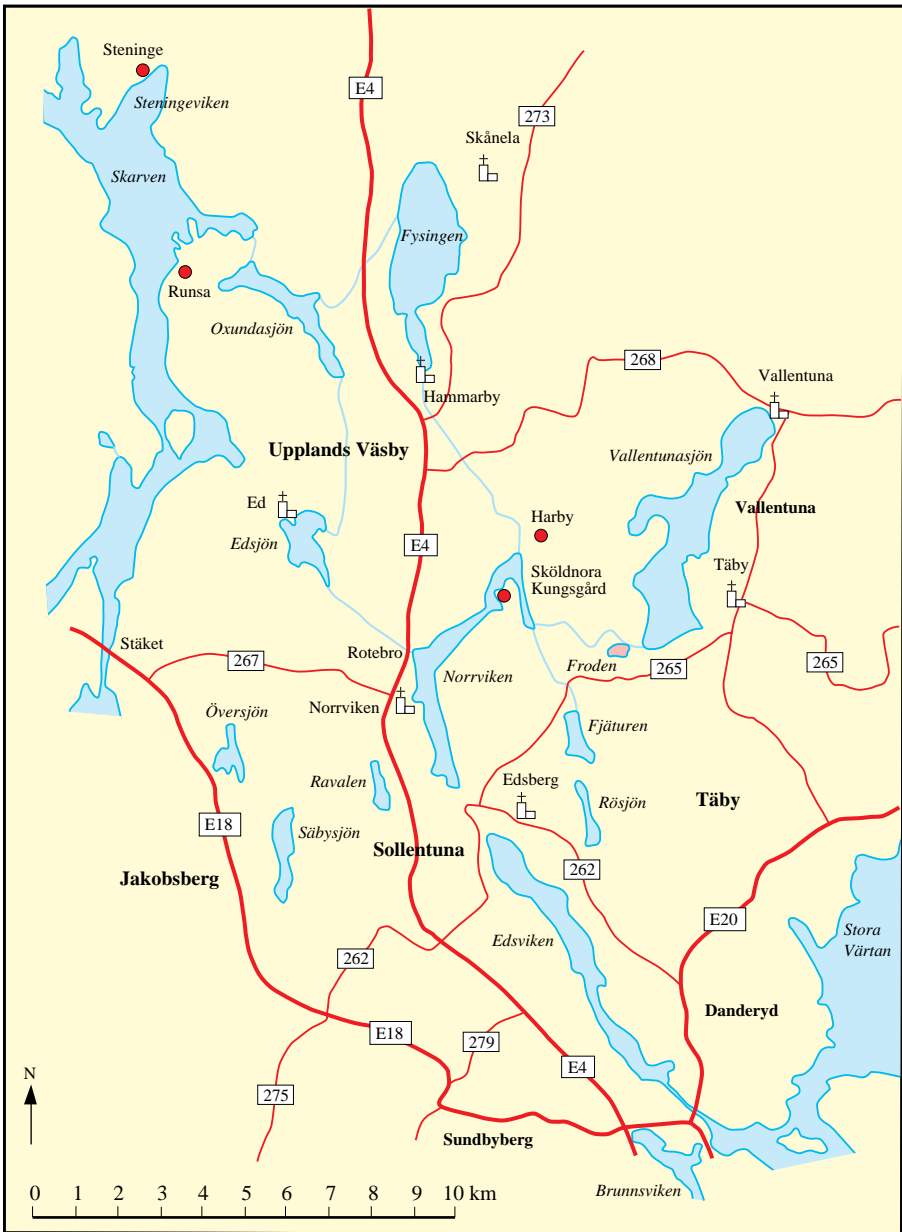 Steninge
Steningeviken
E4
273
Skånela
Skarven
Fysingen
Runsa
Oxundasjön
268
Vallentuna
Hammarby
Upplands Väsby
Vallentunasjön
Ed
Edsjön
E4
Harby
Vallentuna
Sköldnora
Kungsgård
Täby
Stäket
Rotebro
267
Norrviken
Froden
265
265
Norrviken
Översjön
Fjäturen
Ravalen
Edsberg
Rösjön
Täby
E18
Säbysjön
Sollentuna
Jakobsberg
262
E20
Stora
Värtan
Edsviken
262
Danderyd
E18
279
E4
N
275
Sundbyberg
Brunnsviken
0 1 2 3 4 5 6 7 8 9 10 km